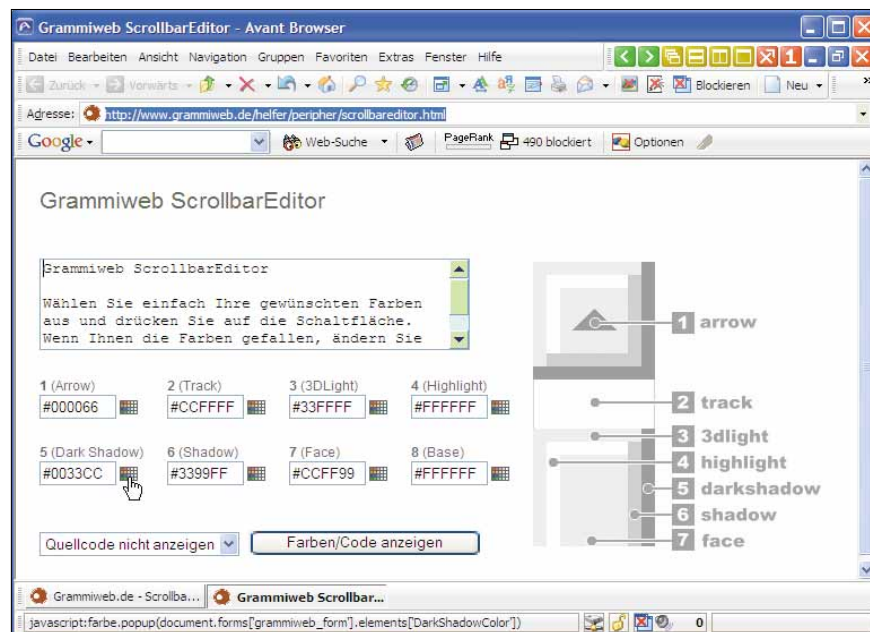 Grammiweb ScrollbarEditor - Avant Browser
Datei Bearbeiten Ansicht Navigation Gruppen Favoriten Extras Fenster Hilfe
1
Zurück Vorwärts Blockieren Neu »
Adresse: http://www.grammiweb.de/helfer/peripher/scrollbareditor.html
Google Web-Suche PageRank 490 blockiert Optionen
Grammiweb ScrollbarEditor
Grammiweb ScrollbarEditor
Wählen Sie einfach Ihre gewünschten Farben
aus und drücken Sie auf die Schaltfläche.
Wenn Ihnen die Farben gefallen, ändern Sie
1 (Arrow) 2 (Track) 3 (3DLight) 4 (Highlight)
#000066 #CCFFFF #33FFFF #FFFFFF
5 (Dark Shadow) 6 (Shadow) 7 (Face) 8 (Base)
#0033CC #3399FF #CCFF99 #FFFFFF
Quellcode nicht anzeigen Farben/Code anzeigen
1 arrow
2 track
3 3dlight
4 highlight
5 darkshadow
6 shadow
7 face
Grammiweb.de - Scrollba... Grammiweb Scrollbar...
javascript:farbe.popup(document.forms['grammiweb_form'].elements['DarkShadowColor']) 0